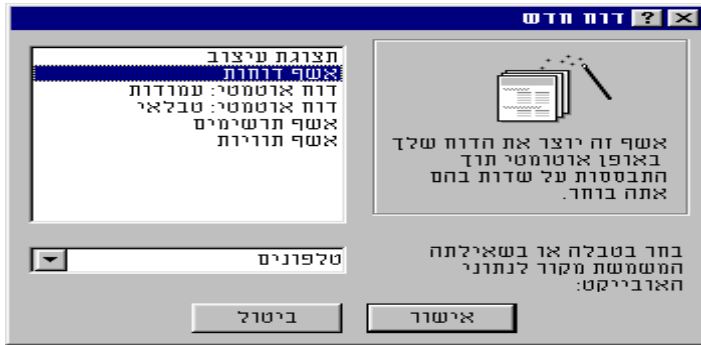 דוח חדש
תצוגת עיצוב
אשף דוחות
דוח אוטמטי: עמודות
דוח אוטמטי: טבלאי
אשף תרשימים
אשף תוויות
אשף זה יוצר את הדוח שלך
באופן אוטומטי תוך
התבססות על שדות בהם
אתה בוחר.
בחר בטבלה או בשאילתה
המשמשת מקור לנתוני
האובייקט:
טלפונים
אישור
ביטול